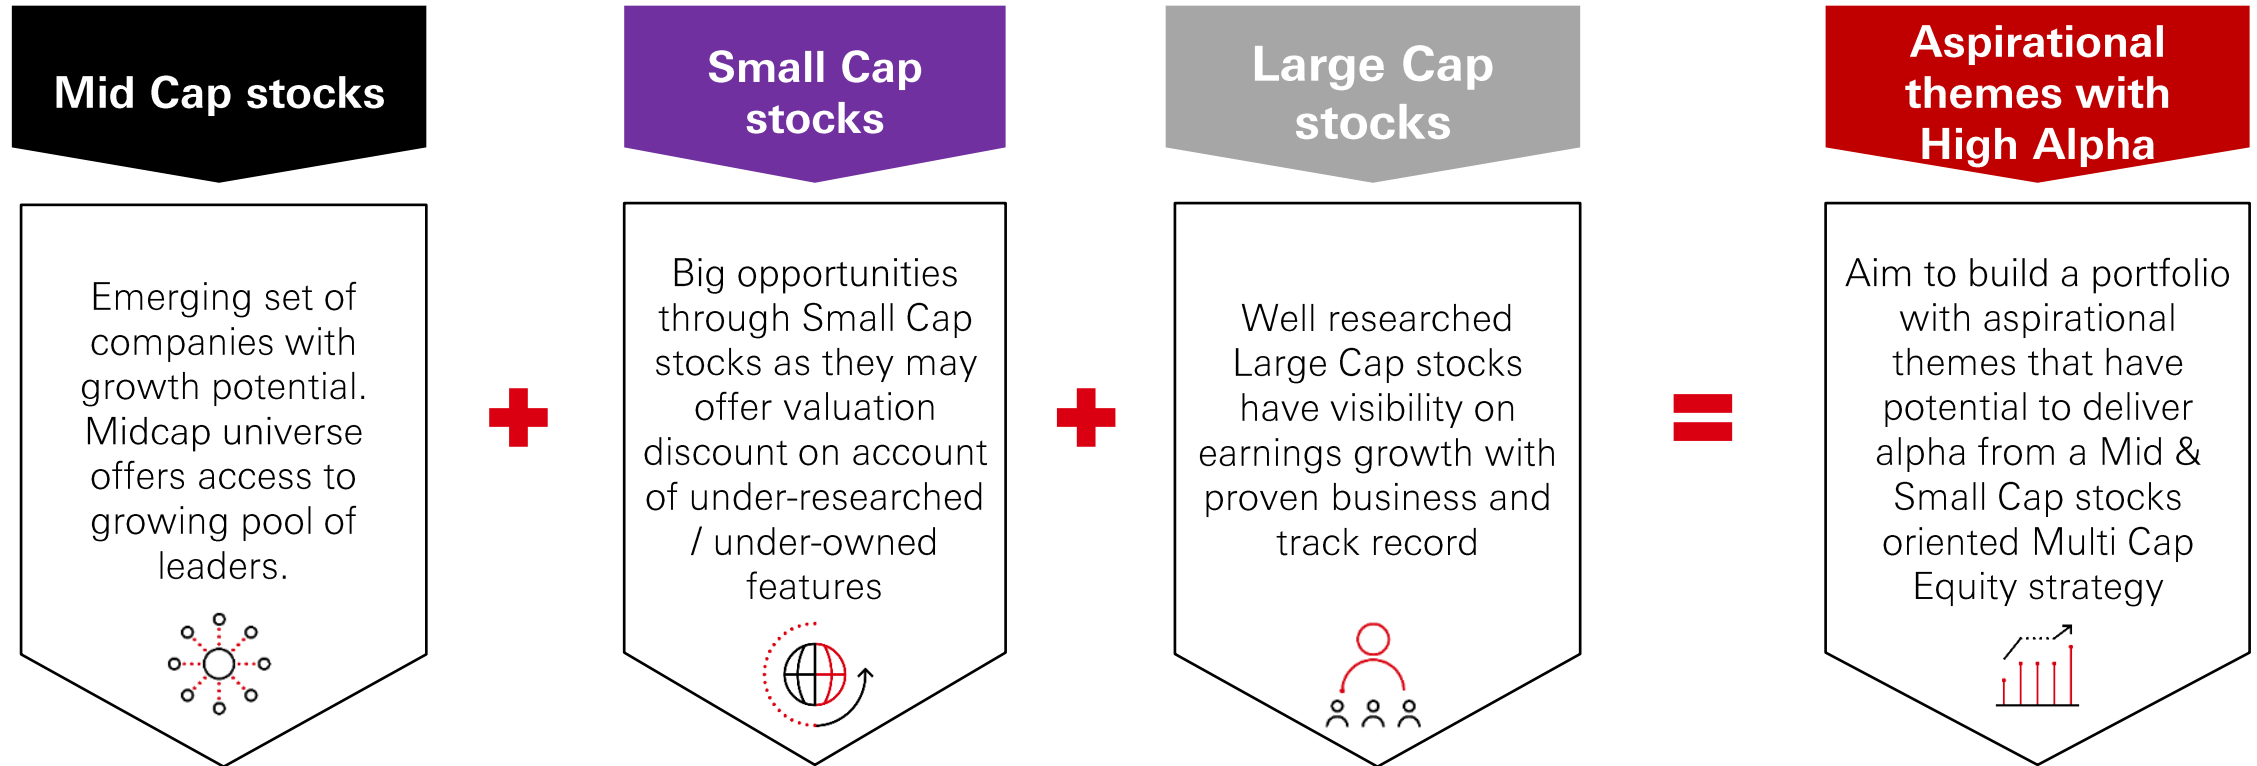 Mid Cap stocks
Emerging set of
companies with
growth potential.
Midcap universe
offers access to
growing pool of
leaders.
Small Cap
stocks
Big opportunities
through Small Cap
stocks as they may
offer valuation
discount on account
of under-researched
/ under-owned
features
Large Cap
stocks
Well researched
Large Cap stocks
have visibility on
earnings growth with
proven business and
track record
Aspirational
themes with
High Alpha
Aim to build a portfolio
with aspirational
themes that have
potential to deliver
alpha from a Mid &
Small Cap stocks
oriented Multi Cap
Equity strategy